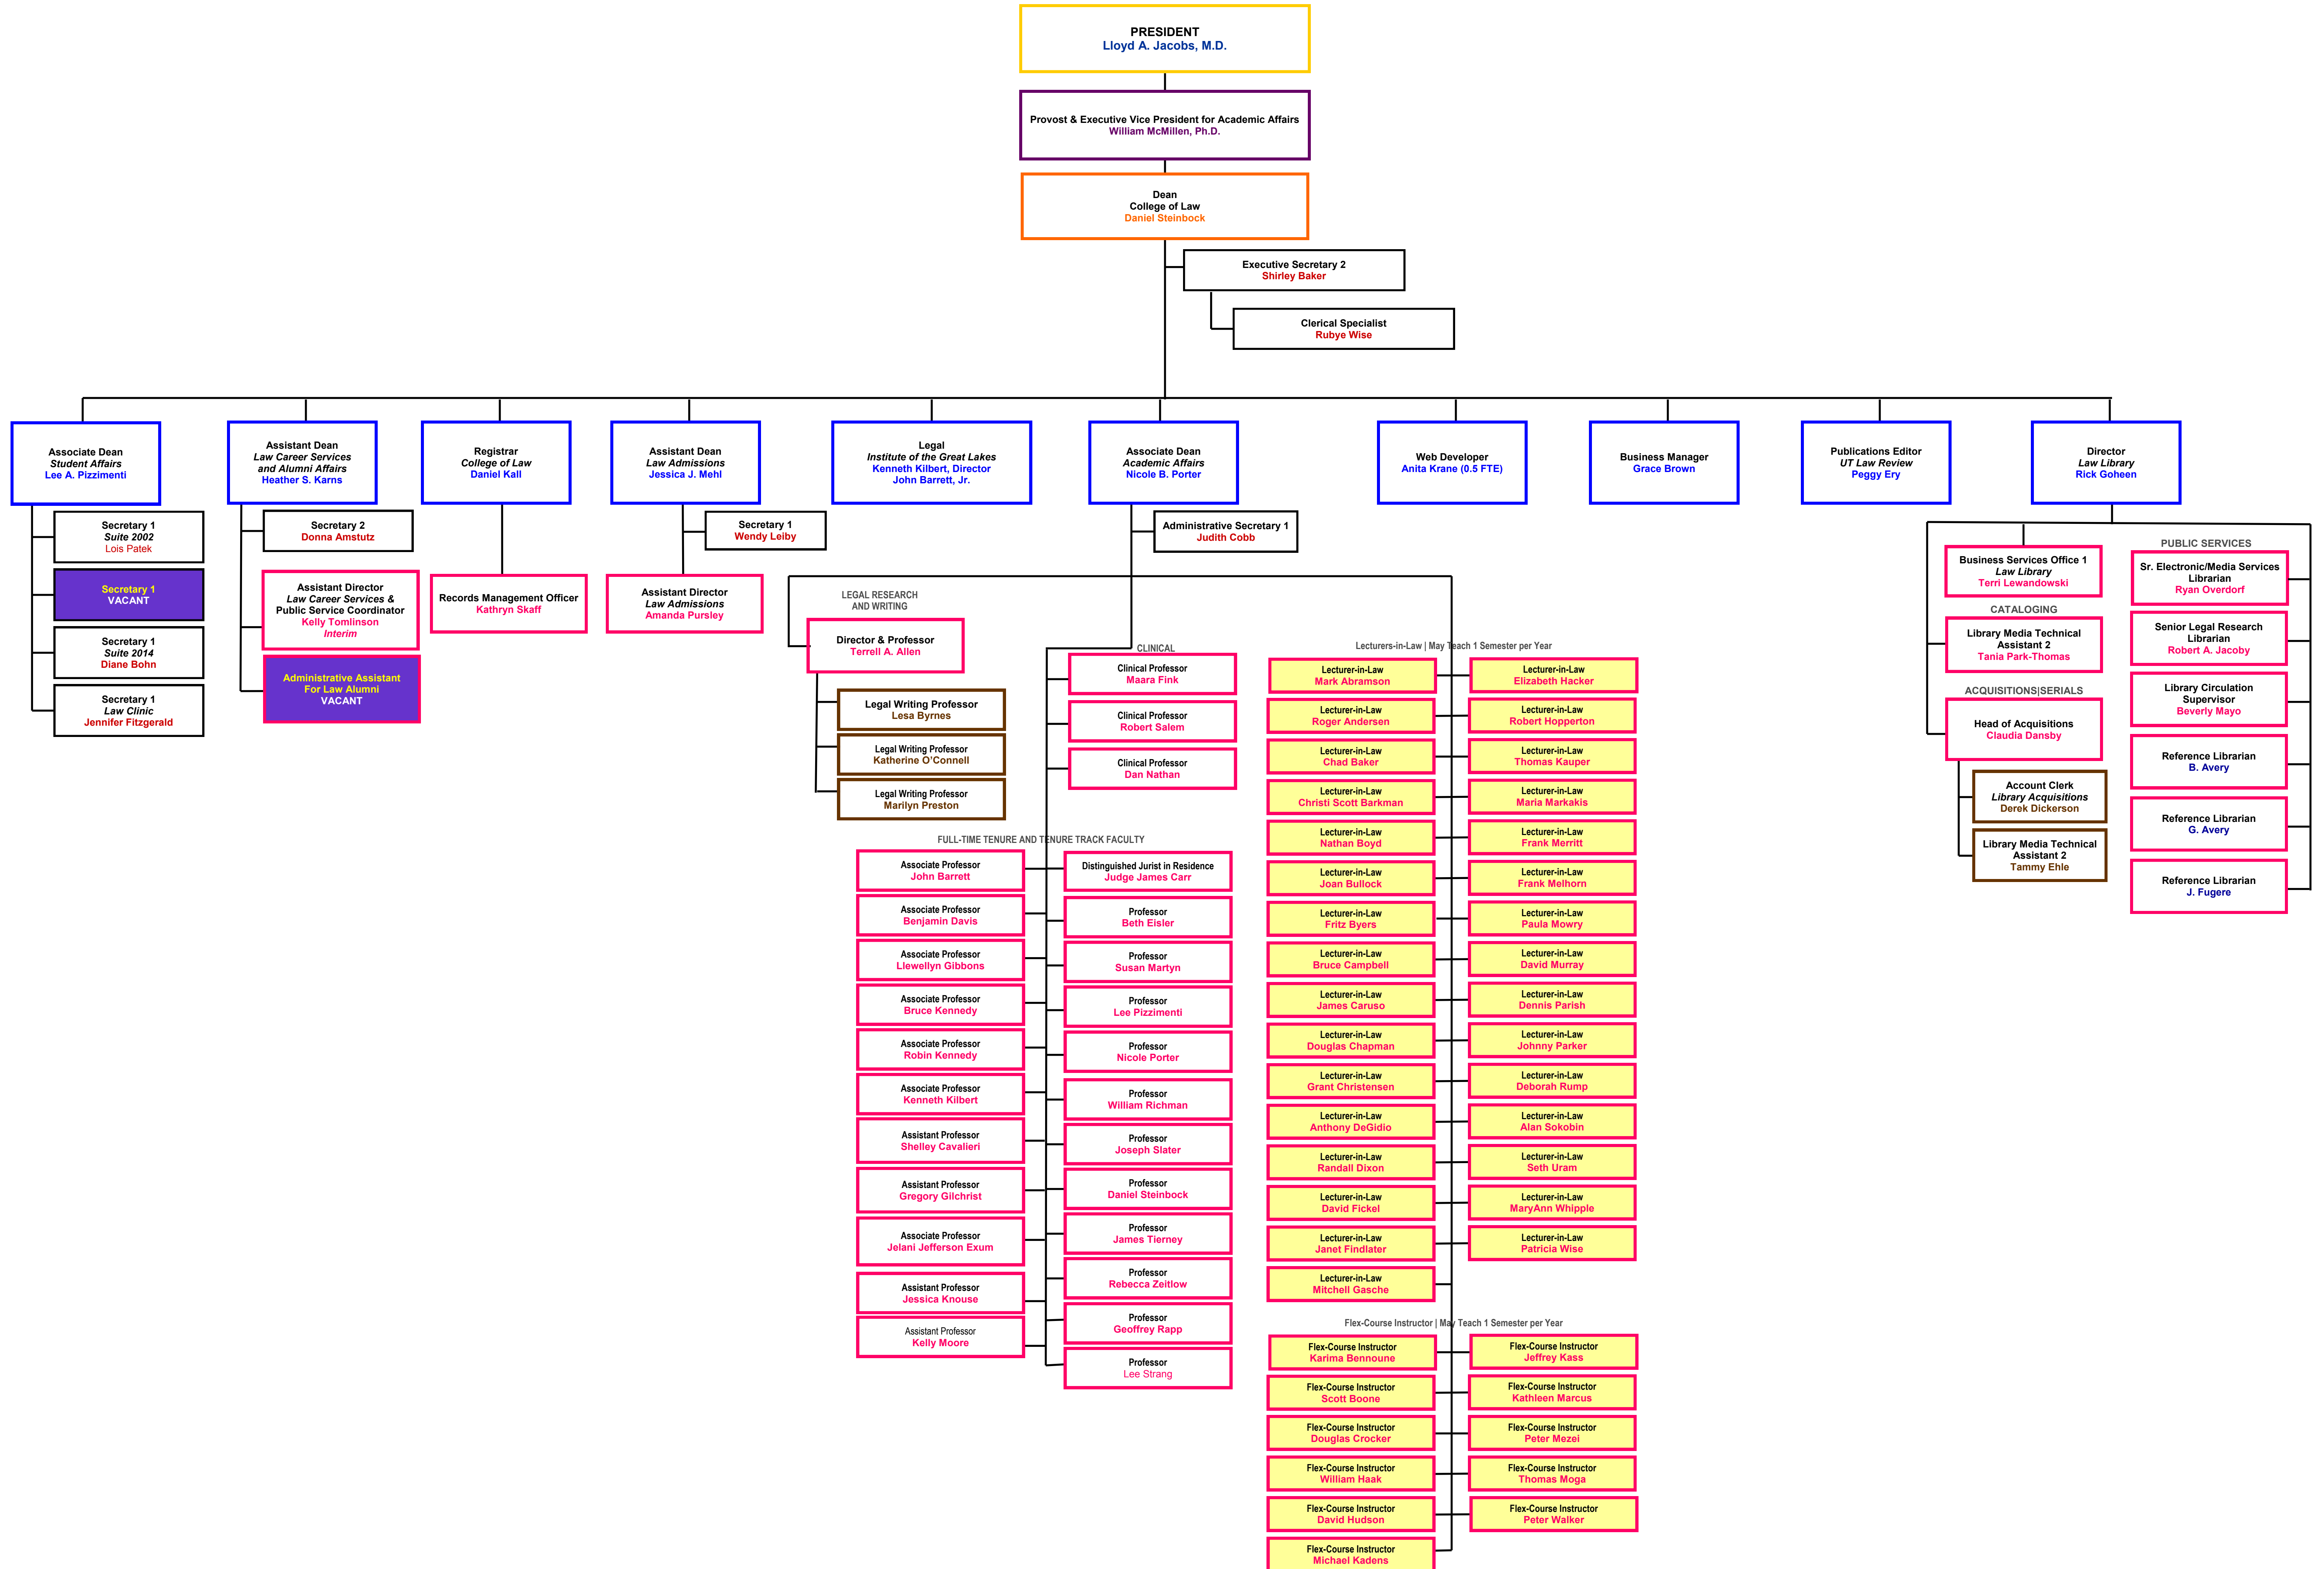 PRESIDENT
Lloyd A. Jacobs, M.D.
Provost & Executive Vice President for Academic Affairs
William McMillen, Ph.D.
Dean
College of Law
Daniel Steinbock
Executive Secretary 2
Shirley Baker
Clerical Specialist
Rubye Wise
Associate Dean
Student Affairs
Lee A. Pizzimenti
Secretary 1
Suite 2002
Lois Patek
Secretary 1
VACANT
Secretary 1
Suite 2014
Diane Bohn
Secretary 1
Law Clinic
Jennifer Fitzgerald
Assistant Dean
Law Career Services
and Alumni Affairs
Heather S. Karns
Secretary 2
Donna Amstutz
Assistant Director
Law Career Services &
Public Service Coordinator
Kelly Tomlinson
Interim
Administrative Assistant
For Law Alumni
VACANT
Registrar
College of Law
Daniel Kall
Records Management Officer
Kathryn Skaff
Assistant Dean
Law Admissions
Jessica J. Mehl
Secretary 1
Wendy Leiby
Assistant Director
Law Admissions
Amanda Pursley
Legal
Institute of the Great Lakes
Kenneth Kilbert, Director
John Barrett, Jr.
Associate Dean
Academic Affairs
Nicole B. Porter
Administrative Secretary 1
Judith Cobb
LEGAL RESEARCH
AND WRITING
Director & Professor
Terrell A. Allen
Legal Writing Professor
Lesa Byrnes
Legal Writing Professor
Katherine O’Connell
Legal Writing Professor
Marilyn Preston
CLINICAL
Clinical Professor
Maara Fink
Clinical Professor
Robert Salem
Clinical Professor
Dan Nathan
FULL-TIME TENURE AND TENURE TRACK FACULTY
Associate Professor
John Barrett
Associate Professor
Benjamin Davis
Associate Professor
Llewellyn Gibbons
Associate Professor
Bruce Kennedy
Associate Professor
Robin Kennedy
Associate Professor
Kenneth Kilbert
Assistant Professor
Shelley Cavalieri
Assistant Professor
Gregory Gilchrist
Associate Professor
Jelani Jefferson Exum
Assistant Professor
Jessica Knouse
Assistant Professor
Kelly Moore
Distinguished Jurist in Residence
Judge James Carr
Professor
Beth Eisler
Professor
Susan Martyn
Professor
Lee Pizzimenti
Professor
Nicole Porter
Professor
William Richman
Professor
Joseph Slater
Professor
Daniel Steinbock
Professor
James Tierney
Professor
Rebecca Zeitlow
Professor
Geoffrey Rapp
Professor
Lee Strang
Lecturers-in-Law | May Teach 1 Semester per Year
Lecturer-in-Law
Mark Abramson
Lecturer-in-Law
Roger Andersen
Lecturer-in-Law
Chad Baker
Lecturer-in-Law
Christi Scott Barkman
Lecturer-in-Law
Nathan Boyd
Lecturer-in-Law
Joan Bullock
Lecturer-in-Law
Fritz Byers
Lecturer-in-Law
Bruce Campbell
Lecturer-in-Law
James Caruso
Lecturer-in-Law
Douglas Chapman
Lecturer-in-Law
Grant Christensen
Lecturer-in-Law
Anthony DeGidio
Lecturer-in-Law
Randall Dixon
Lecturer-in-Law
David Fickel
Lecturer-in-Law
Janet Findlater
Lecturer-in-Law
Mitchell Gasche
Lecturer-in-Law
Elizabeth Hacker
Lecturer-in-Law
Robert Hopperton
Lecturer-in-Law
Thomas Kauper
Lecturer-in-Law
Maria Markakis
Lecturer-in-Law
Frank Merritt
Lecturer-in-Law
Frank Melhorn
Lecturer-in-Law
Paula Mowry
Lecturer-in-Law
David Murray
Lecturer-in-Law
Dennis Parish
Lecturer-in-Law
Johnny Parker
Lecturer-in-Law
Deborah Rump
Lecturer-in-Law
Alan Sokobin
Lecturer-in-Law
Seth Uram
Lecturer-in-Law
MaryAnn Whipple
Lecturer-in-Law
Patricia Wise
Flex-Course Instructor | May Teach 1 Semester per Year
Flex-Course Instructor
Karima Bennoune
Flex-Course Instructor
Scott Boone
Flex-Course Instructor
Douglas Crocker
Flex-Course Instructor
William Haak
Flex-Course Instructor
David Hudson
Flex-Course Instructor
Michael Kadens
Flex-Course Instructor
Jeffrey Kass
Flex-Course Instructor
Kathleen Marcus
Flex-Course Instructor
Peter Mezei
Flex-Course Instructor
Thomas Moga
Flex-Course Instructor
Peter Walker
Web Developer
Anita Krane (0.5 FTE)
Business Manager
Grace Brown
Publications Editor
UT Law Review
Peggy Ery
Director
Law Library
Rick Goheen
Business Services Office 1
Law Library
Terri Lewandowski
CATALOGING
Library Media Technical
Assistant 2
Tania Park-Thomas
ACQUISITIONS|SERIALS
Head of Acquisitions
Claudia Dansby
Account Clerk
Library Acquisitions
Derek Dickerson
Library Media Technical
Assistant 2
Tammy Ehle
PUBLIC SERVICES
Sr. Electronic/Media Services
Librarian
Ryan Overdorf
Senior Legal Research
Librarian
Robert A. Jacoby
Library Circulation
Supervisor
Beverly Mayo
Reference Librarian
B. Avery
Reference Librarian
G. Avery
Reference Librarian
J. Fugere